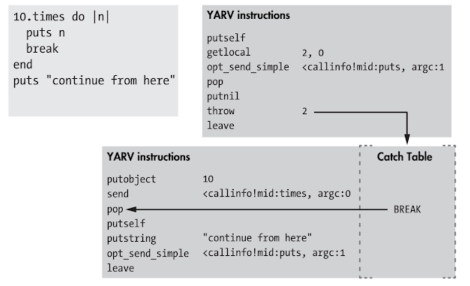 10.times do |n|
puts n
break
end
puts "continue from here"
YARV instructions
putself
getlocal 2, 0
opt_send_simple <callinfo!mid:puts, argc:1
pop
putnil
throw 2
leave
YARV instructions
putobject 10
send <callinfo!mid:times, argc:0
pop
putself
putstring "continue from here"
opt_send_simple <callinfo!mid:puts, argc:1
leave
Catch Table
BREAK